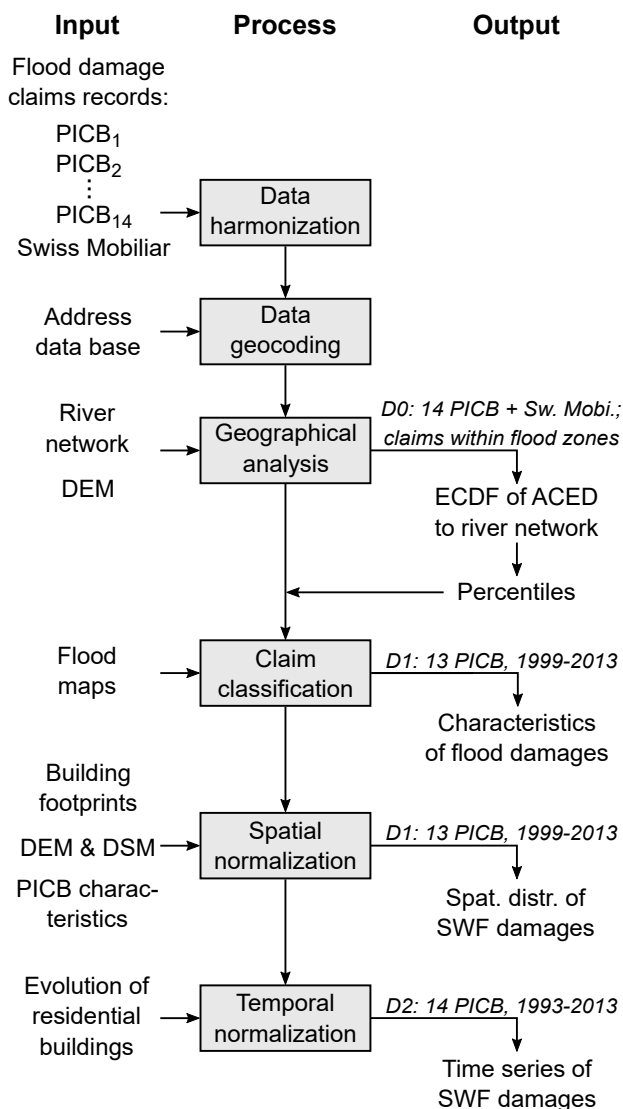 Input
Process
Output
Flood damage
claims records:
PICB1
PICB2
PICB14
Swiss Mobiliar
Data
harmonization
Address
data base
Data
geocoding
River
network
DEM
Geographical
analysis
D0: 14 PICB + Sw. Mobi.;
claims within flood zones
ECDF of ACED
to river network
Percentiles
Flood
maps
Claim
classification
D1: 13 PICB, 1999-2013
Characteristics
of flood damages
Building
footprints
DEM & DSM
PICB charac-
teristics
Spatial
normalization
D1: 13 PICB, 1999-2013
Spat. distr. of
SWF damages
Evolution of
residential
buildings
Temporal
normalization
D2: 14 PICB, 1993-2013
Time series of
SWF damages